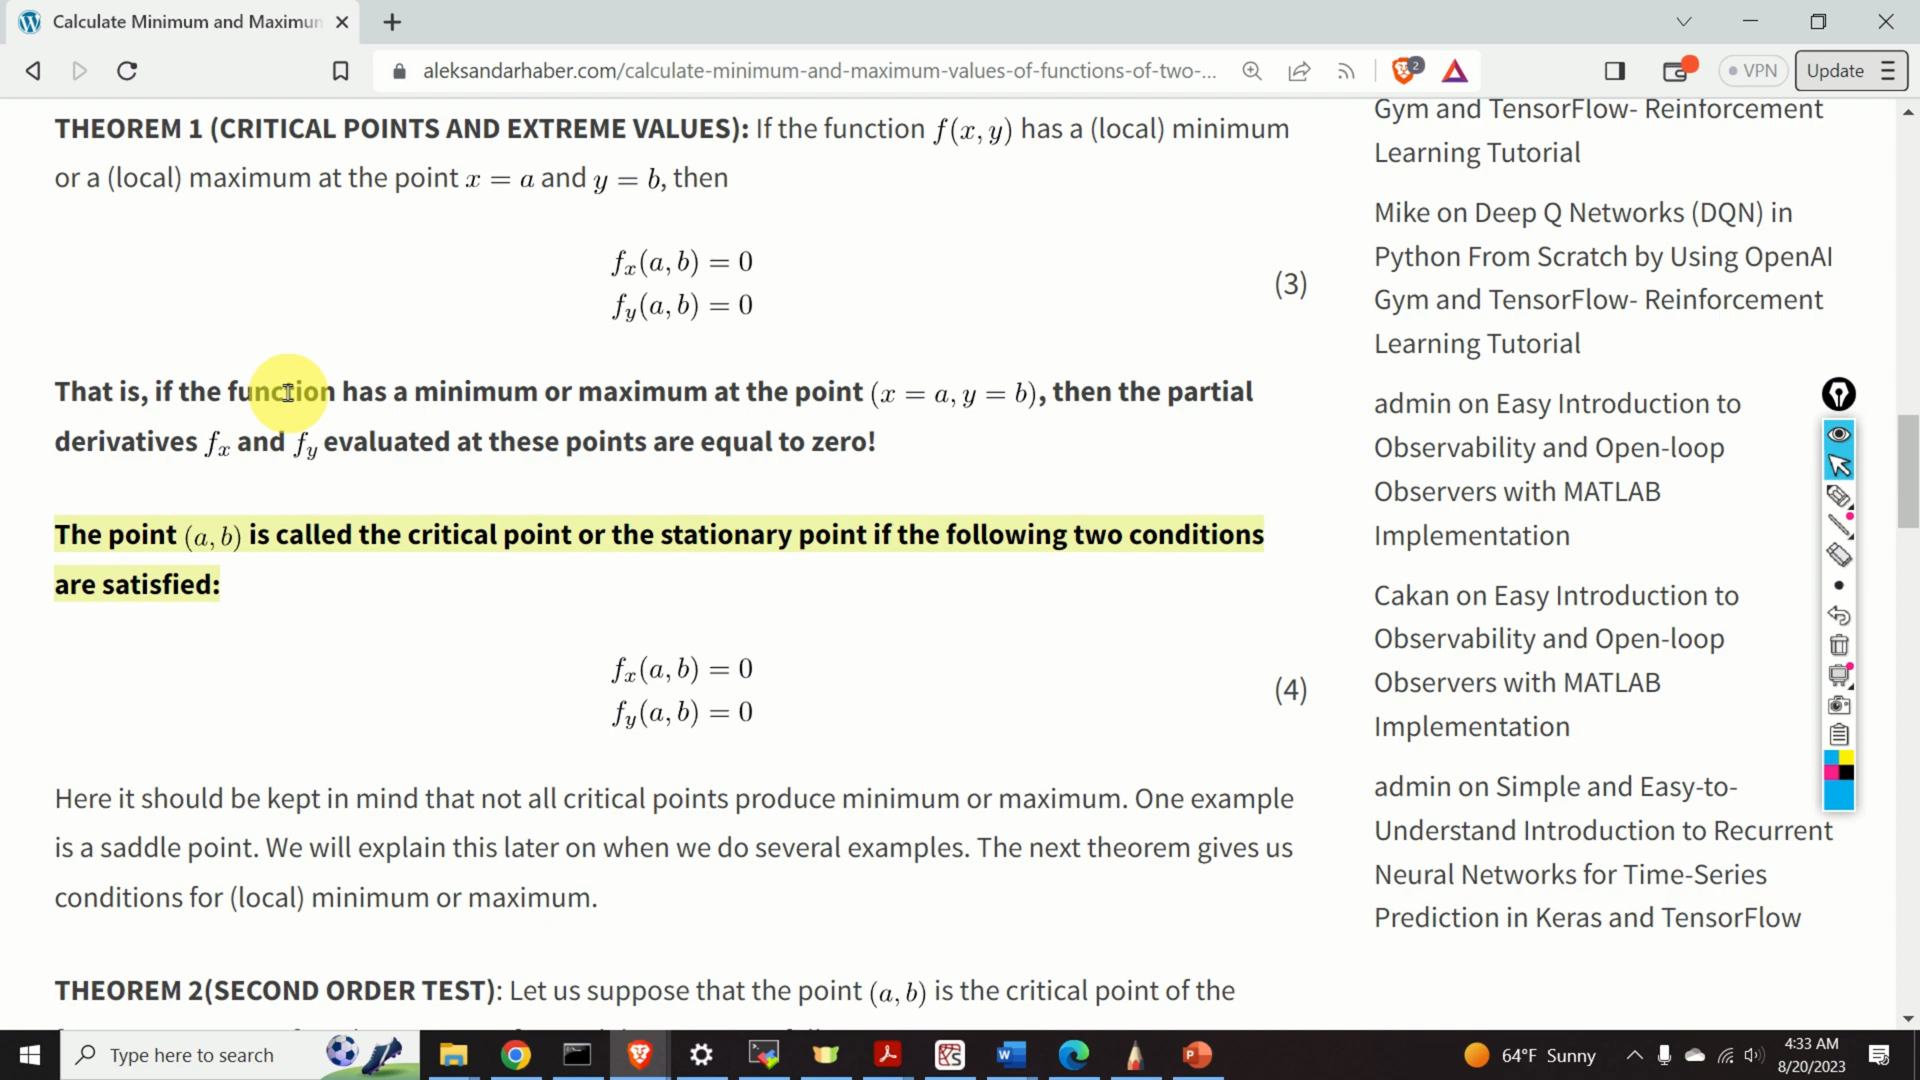 Calculate Minimum and Maximum
aleksandarhaber.com/calculate-minimum-and-maximum-values-of-functions-of-two-...
2
VPN
Update
THEOREM 1 (CRITICAL POINTS AND EXTREME VALUES): If the function f(x, y) has a (local) minimum
or a (local) maximum at the point x = a and y = b, then
f_x(a, b) = 0
f_y(a, b) = 0
(3)
That is, if the function has a minimum or maximum at the point (x = a, y = b), then the partial
derivatives f_x and f_y evaluated at these points are equal to zero!
The point (a, b) is called the critical point or the stationary point if the following two conditions
are satisfied:
f_x(a, b) = 0
f_y(a, b) = 0
(4)
Here it should be kept in mind that not all critical points produce minimum or maximum. One example
is a saddle point. We will explain this later on when we do several examples. The next theorem gives us
conditions for (local) minimum or maximum.
THEOREM 2(SECOND ORDER TEST): Let us suppose that the point (a, b) is the critical point of the
Gym and TensorFlow- Reinforcement
Learning Tutorial
Mike on Deep Q Networks (DQN) in
Python From Scratch by Using OpenAI
Gym and TensorFlow- Reinforcement
Learning Tutorial
admin on Easy Introduction to
Observability and Open-loop
Observers with MATLAB
Implementation
Cakan on Easy Introduction to
Observability and Open-loop
Observers with MATLAB
Implementation
admin on Simple and Easy-to-
Understand Introduction to Recurrent
Neural Networks for Time-Series
Prediction in Keras and TensorFlow
Type here to search
64°F Sunny
4:33 AM
8/20/2023